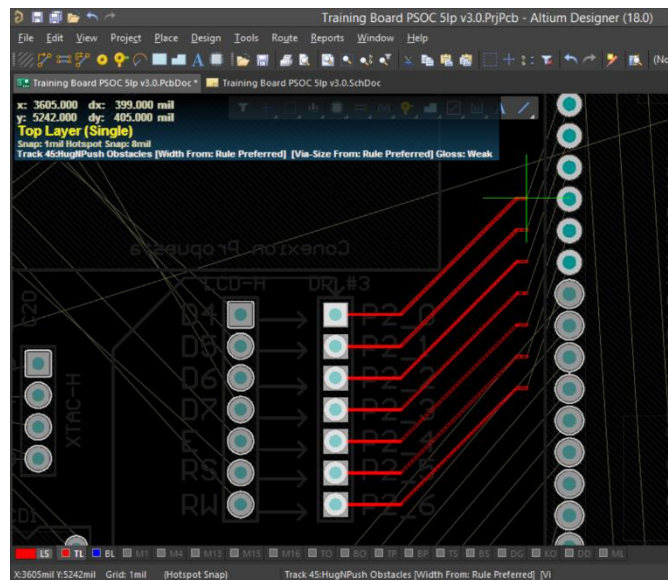 Training Board PSOC 5lp v3.0.PrjPcb - Altium Designer (18.0)
File Edit View Project Place Design Tools Route Reports Window Help
(No
Training Board PSOC 5lp v3.0.PcbDoc * Training Board PSOC 5lp v3.0.SchDoc
x: 3605.000 dx: 399.000 mil
y: 5242.000 dy: 405.000 mil
Top Layer (Single)
Snap: 1mil Hotspot Snap: 8mil
Track 45:HugNPush Obstacles [Width From: Rule Preferred] [Via-Size From: Rule Preferred] Gloss: Weak
Conexion Propuesta
LCD-H DRL#3
D4 P2_0
D5 P2_1
D6 P2_2
D7 P2_3
E P2_4
RS P2_5
RW P2_6
XTAC-H
LS TL BL M1 M4 M13 M15 M16 TO BO TP BP TS BS DG KO DD ML
X:3605mil Y:5242mil Grid: 1mil (Hotspot Snap) Track 45:HugNPush Obstacles [Width From: Rule Preferred] [Vi